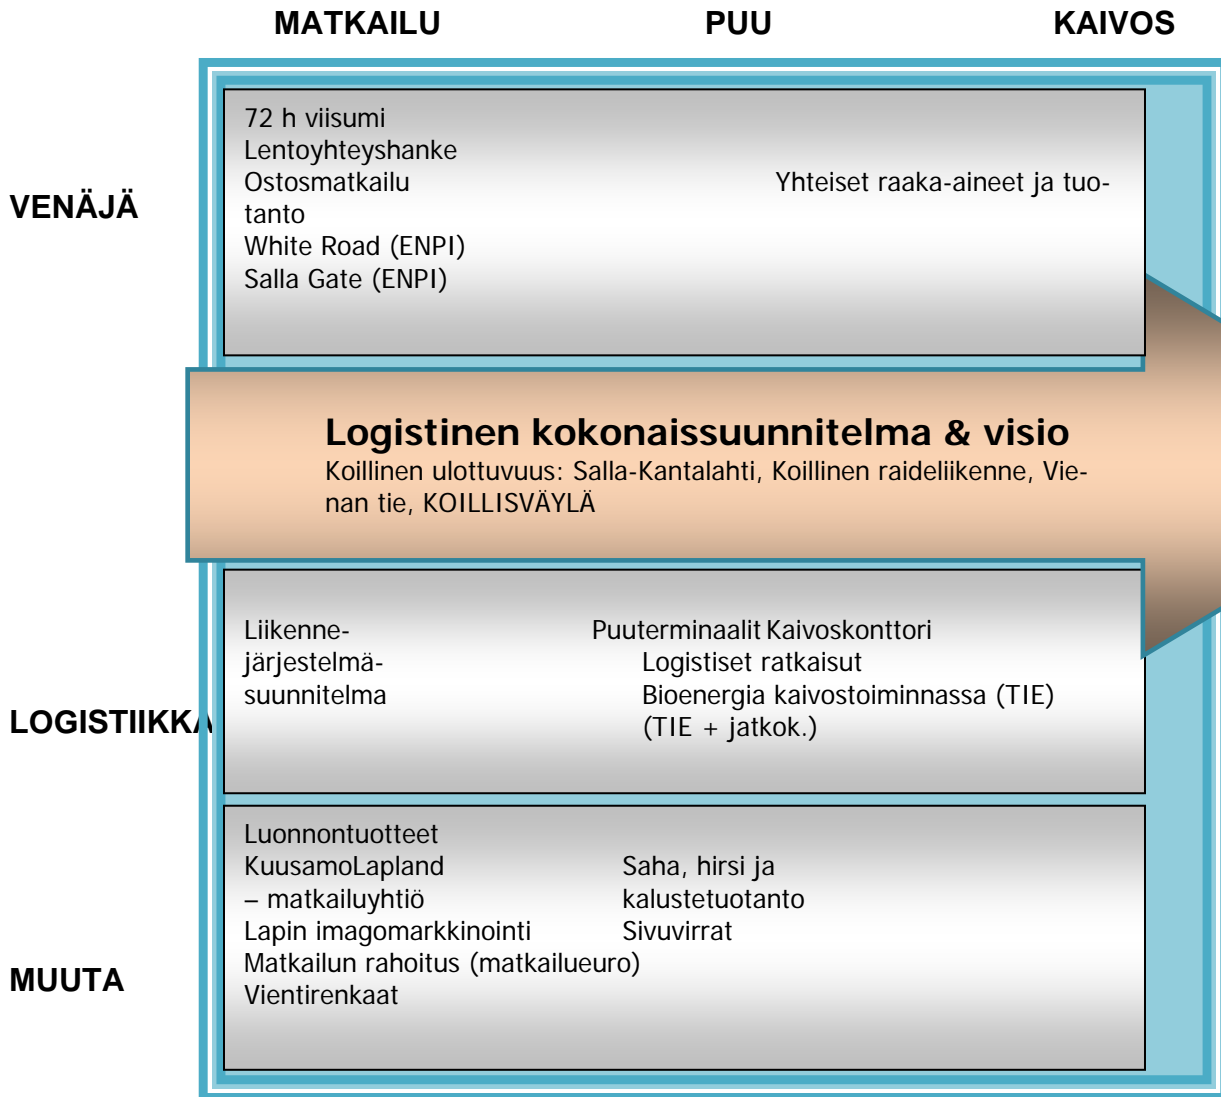 MATKAILU PUU KAIVOS
72 h viisumi
Lentoyhteyshanke
Ostosmatkailu Yhteiset raaka-aineet ja tuo-
tanto
White Road (ENPI)
Salla Gate (ENPI)
VENÄJÄ
Logistinen kokonaissuunnitelma & visio
Koillinen ulottuvuus: Salla-Kantalahti, Koillinen raideliikenne, Vie-
nan tie, KOILLISVÄYLÄ
Liikenne- Puuterminaalit Kaivoskonttori
järjestelmä- Logistiset ratkaisut
suunnitelma Bioenergia kaivostoiminnassa (TIE)
(TIE + jatkok.)
LOGISTIIKKA
Luonnontuotteet
KuusamoLapland Saha, hirsi ja
– matkailuyhtiö kalustetuotanto
Lapin imagomarkkinointi Sivuvirrat
Matkailun rahoitus (matkailueuro)
Vientirenkaat
MUUTA